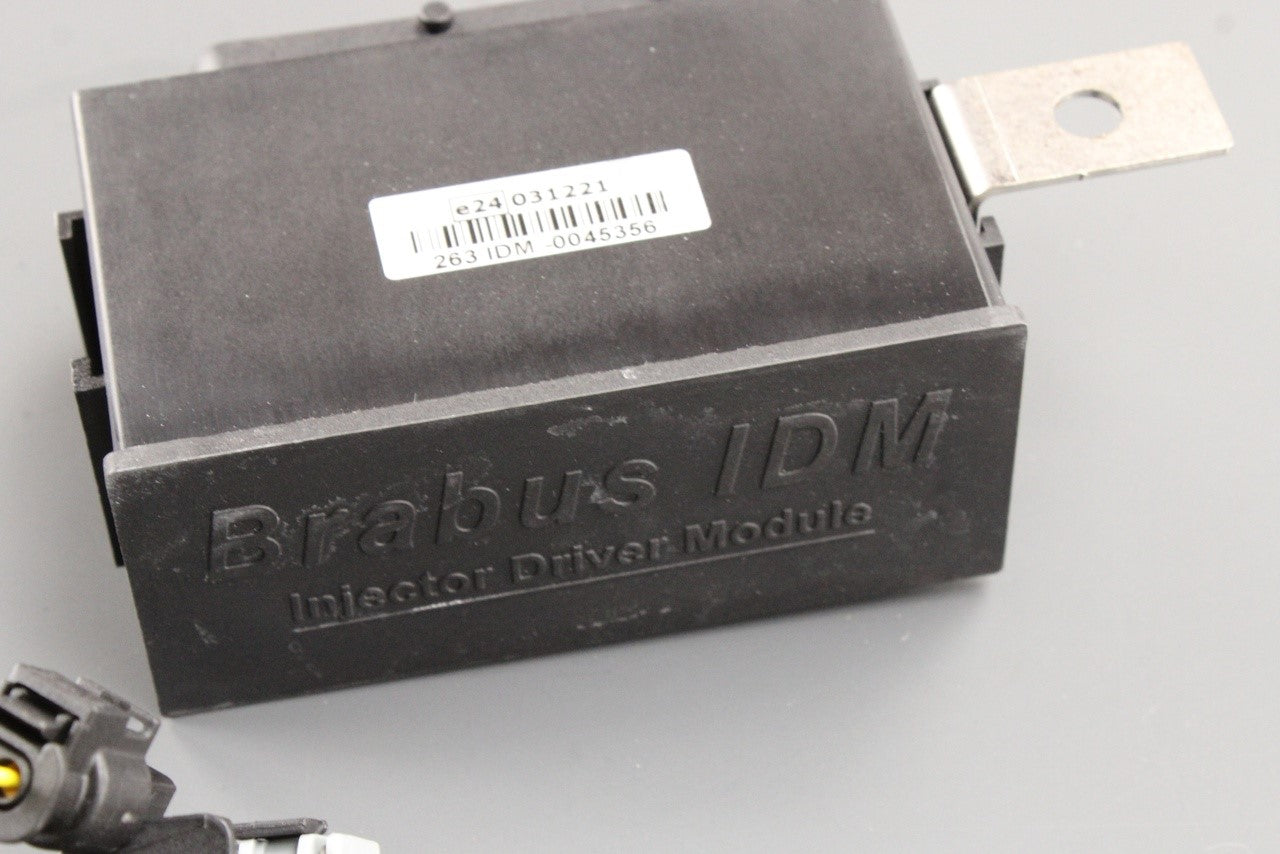 e24 031221
263 IDM -0045356
Brabus IDM
Injector Driver-Module